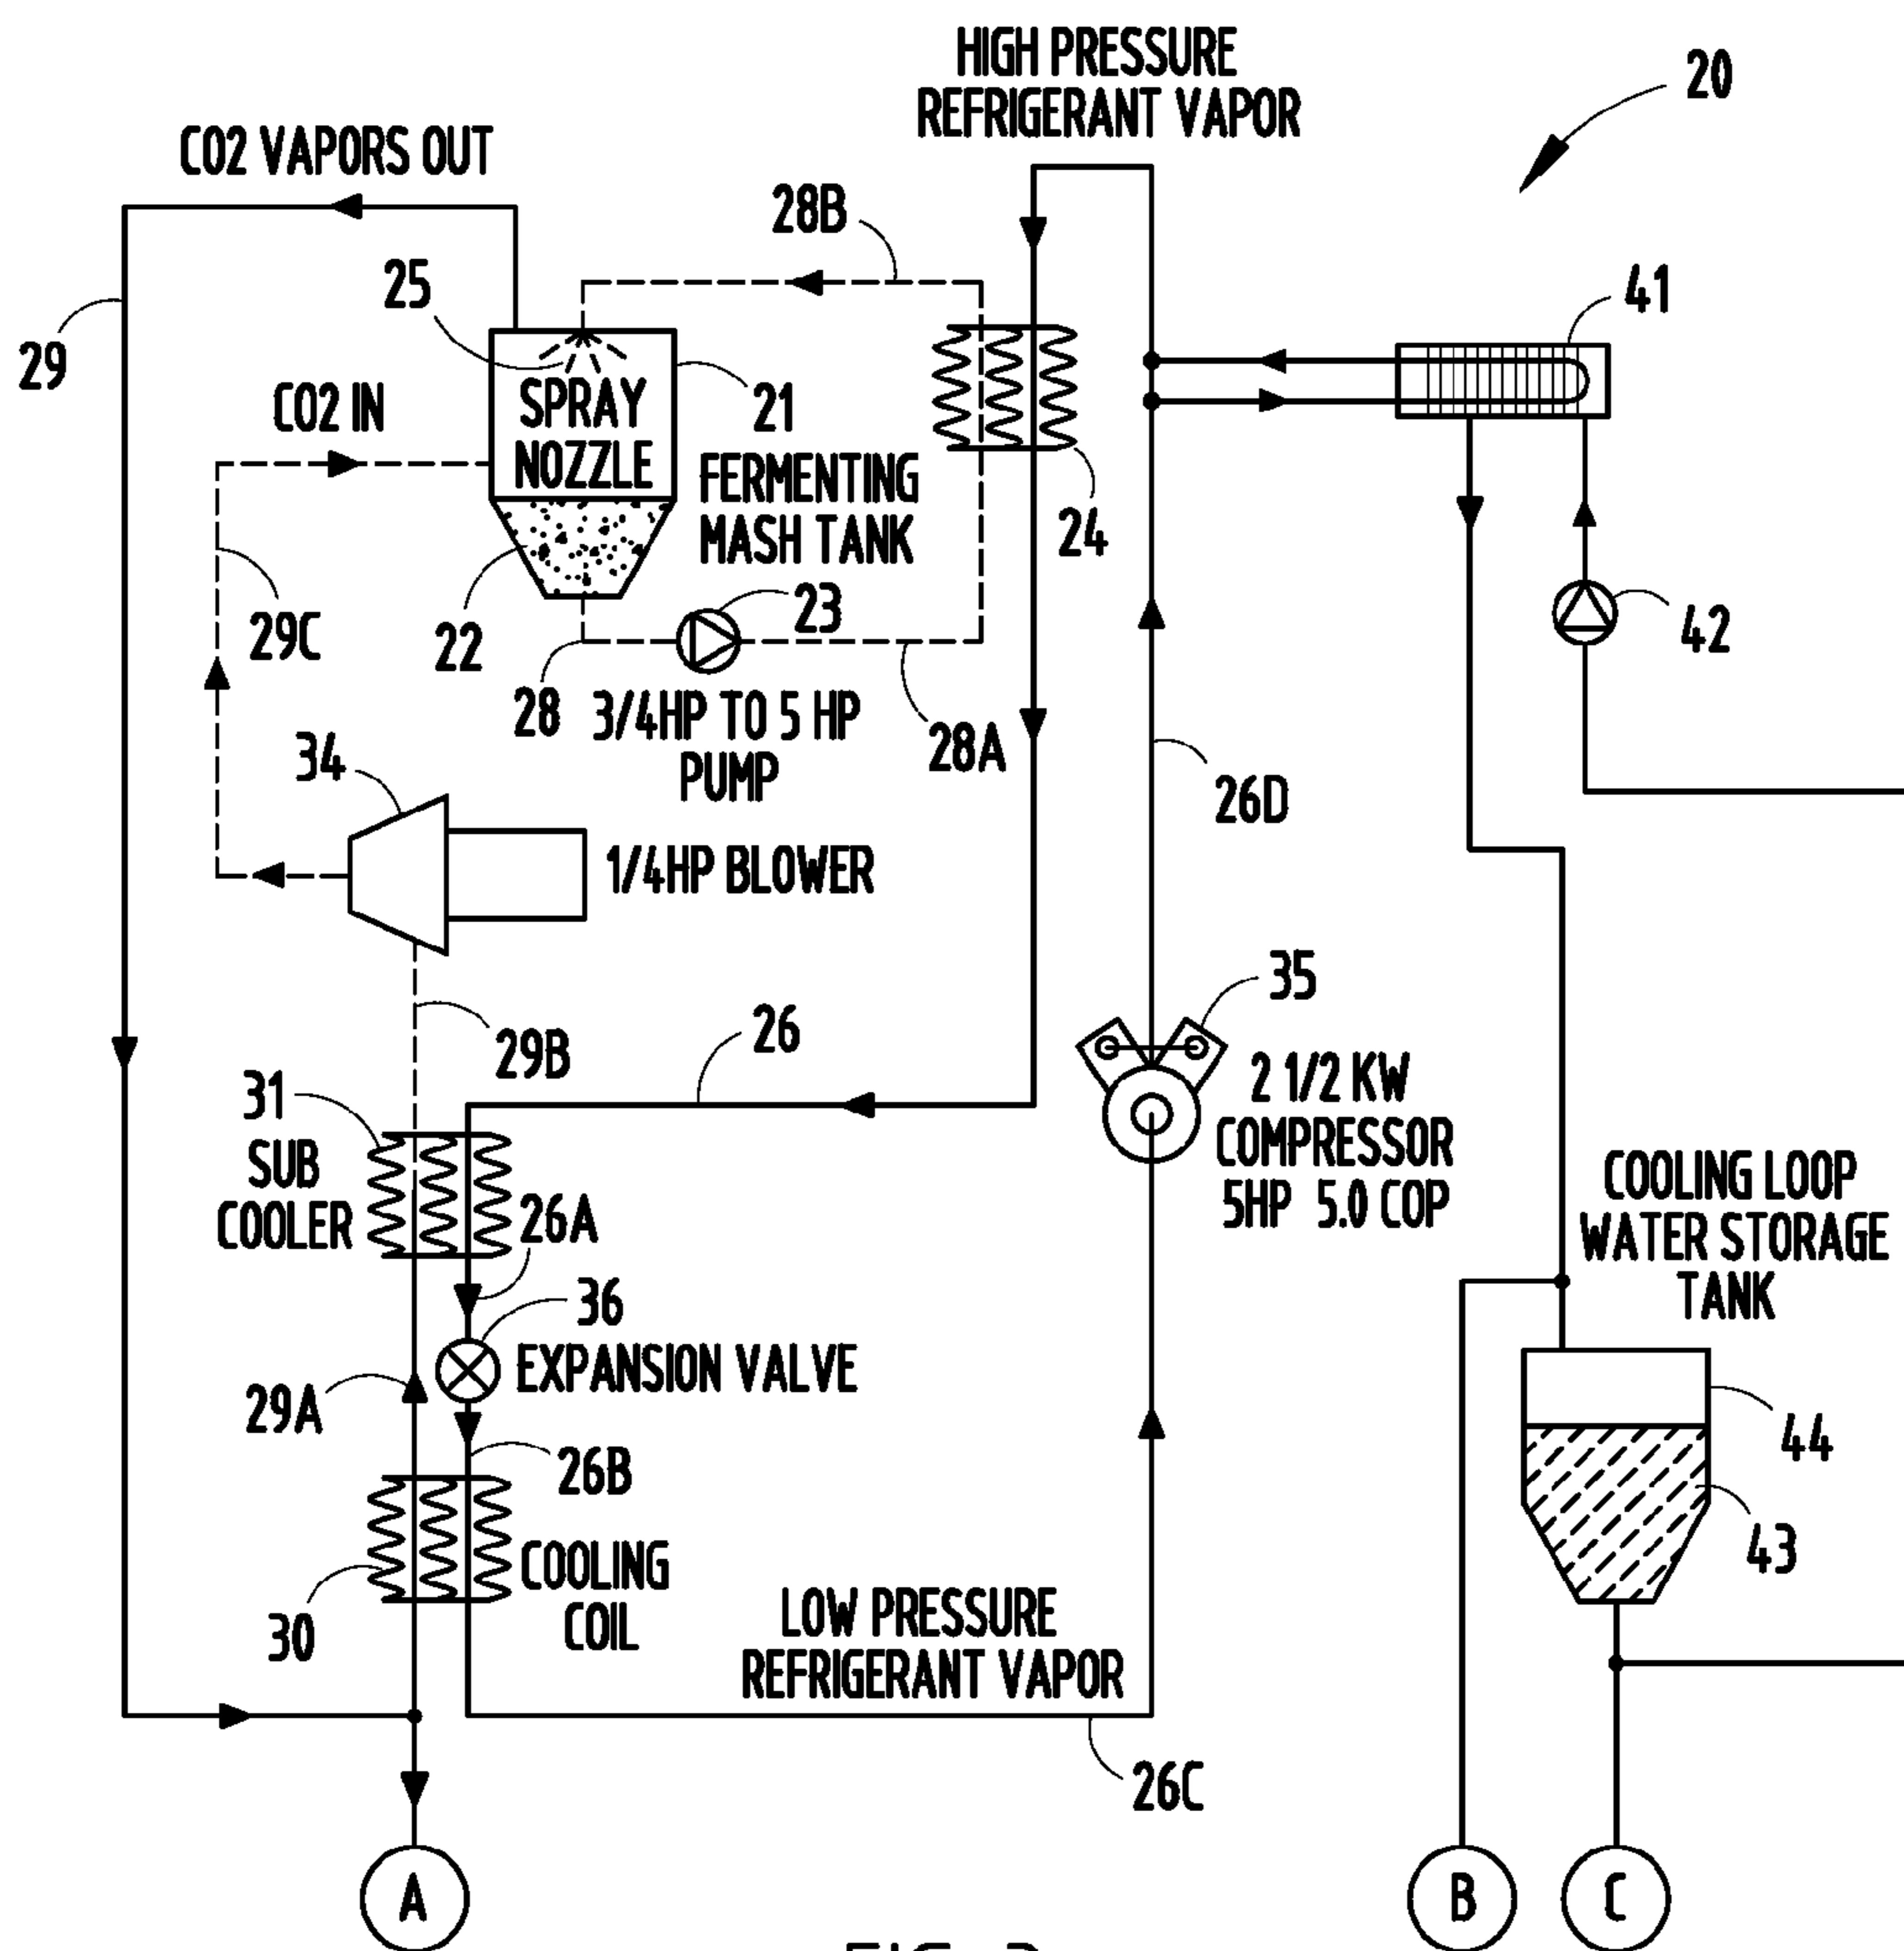 HIGH PRESSURE
REFRIGERANT VAPOR
20
CO2 VAPORS OUT
28B
25
41
29
CO2 IN
SPRAY
NOZZLE
21
FERMENTING
MASH TANK
24
23
29C
22
42
28
3/4HP TO 5 HP
PUMP
28A
34
26D
1/4HP BLOWER
35
26
29B
2 1/2 KW
COMPRESSOR
5HP 5.0 COP
31
SUB
COOLER
26A
COOLING LOOP
WATER STORAGE
TANK
36
EXPANSION VALVE
29A
44
26B
43
COOLING
COIL
30
LOW PRESSURE
REFRIGERANT VAPOR
26C
A
B
C